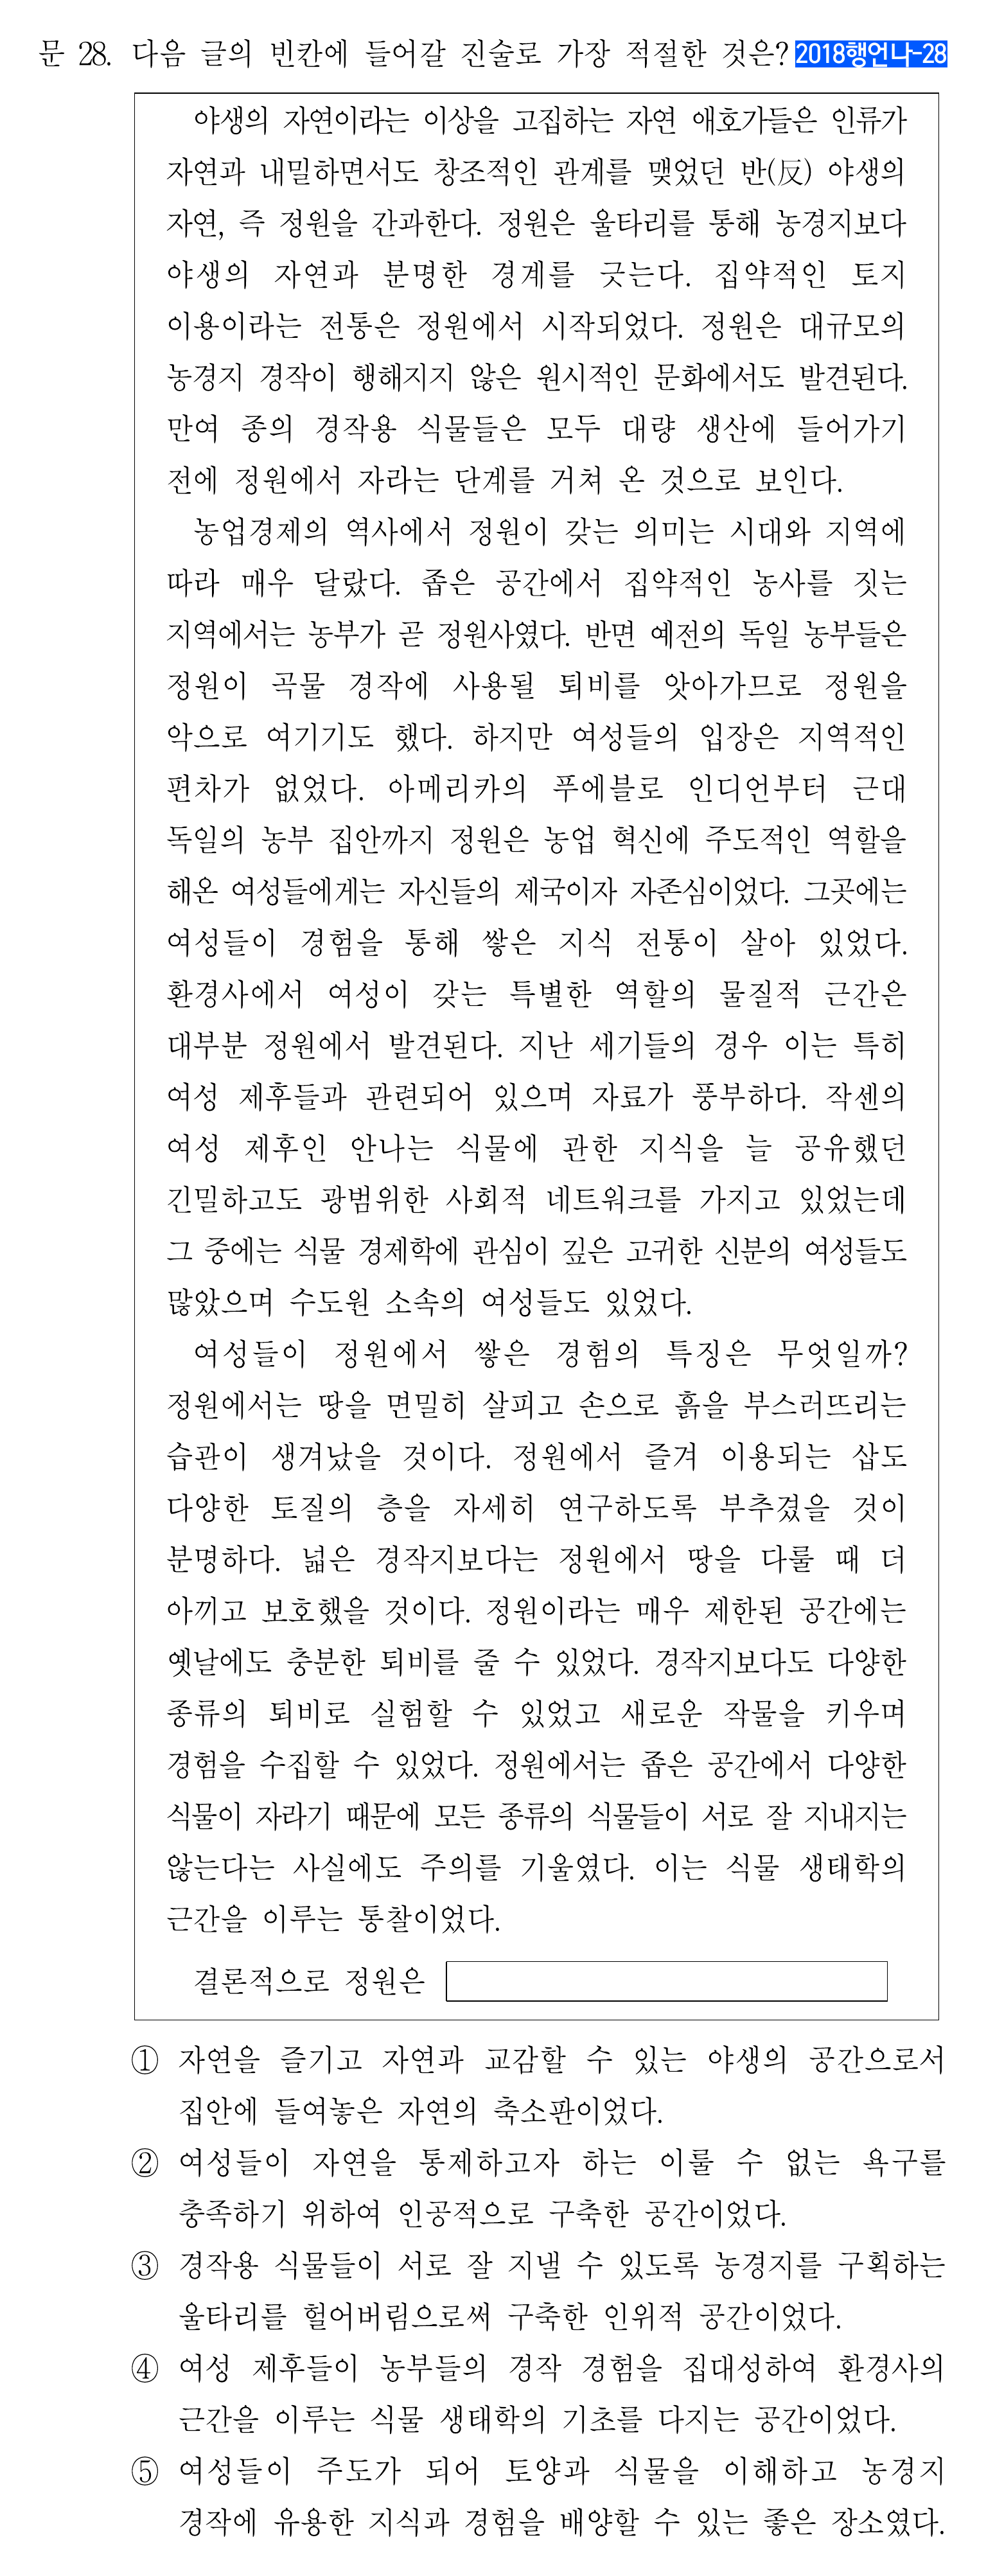 문 28. 다음 글의 빈칸에 들어갈 진술로 가장 적절한 것은? 2018행언나-28
야생의 자연이라는 이상을 고집하는 자연 애호가들은 인류가
자연과 내밀하면서도 창조적인 관계를 맺었던 반(反) 야생의
자연, 즉 정원을 간과한다. 정원은 울타리를 통해 농경지보다
야생의 자연과 분명한 경계를 긋는다. 집약적인 토지
이용이라는 전통은 정원에서 시작되었다. 정원은 대규모의
농경지 경작이 행해지지 않은 원시적인 문화에서도 발견된다.
만여 종의 경작용 식물들은 모두 대량 생산에 들어가기
전에 정원에서 자라는 단계를 거쳐 온 것으로 보인다.
농업경제의 역사에서 정원이 갖는 의미는 시대와 지역에
따라 매우 달랐다. 좁은 공간에서 집약적인 농사를 짓는
지역에서는 농부가 곧 정원사였다. 반면 예전의 독일 농부들은
정원이 곡물 경작에 사용될 퇴비를 앗아가므로 정원을
악으로 여기기도 했다. 하지만 여성들의 입장은 지역적인
편차가 없었다. 아메리카의 푸에블로 인디언부터 근대
독일의 농부 집안까지 정원은 농업 혁신에 주도적인 역할을
해온 여성들에게는 자신들의 제국이자 자존심이었다. 그곳에는
여성들이 경험을 통해 쌓은 지식 전통이 살아 있었다.
환경사에서 여성이 갖는 특별한 역할의 물질적 근간은
대부분 정원에서 발견된다. 지난 세기들의 경우 이는 특히
여성 제후들과 관련되어 있으며 자료가 풍부하다. 작센의
여성 제후인 안나는 식물에 관한 지식을 늘 공유했던
긴밀하고도 광범위한 사회적 네트워크를 가지고 있었는데
그 중에는 식물 경제학에 관심이 깊은 고귀한 신분의 여성들도
많았으며 수도원 소속의 여성들도 있었다.
여성들이 정원에서 쌓은 경험의 특징은 무엇일까?
정원에서는 땅을 면밀히 살피고 손으로 흙을 부스러뜨리는
습관이 생겨났을 것이다. 정원에서 즐겨 이용되는 삽도
다양한 토질의 층을 자세히 연구하도록 부추겼을 것이
분명하다. 넓은 경작지보다는 정원에서 땅을 다룰 때 더
아끼고 보호했을 것이다. 정원이라는 매우 제한된 공간에는
옛날에도 충분한 퇴비를 줄 수 있었다. 경작지보다도 다양한
종류의 퇴비로 실험할 수 있었고 새로운 작물을 키우며
경험을 수집할 수 있었다. 정원에서는 좁은 공간에서 다양한
식물이 자라기 때문에 모든 종류의 식물들이 서로 잘 지내지는
않는다는 사실에도 주의를 기울였다. 이는 식물 생태학의
근간을 이루는 통찰이었다.
결론적으로 정원은
① 자연을 즐기고 자연과 교감할 수 있는 야생의 공간으로서
집안에 들여놓은 자연의 축소판이었다.
② 여성들이 자연을 통제하고자 하는 이룰 수 없는 욕구를
충족하기 위하여 인공적으로 구축한 공간이었다.
③ 경작용 식물들이 서로 잘 지낼 수 있도록 농경지를 구획하는
울타리를 헐어버림으로써 구축한 인위적 공간이었다.
④ 여성 제후들이 농부들의 경작 경험을 집대성하여 환경사의
근간을 이루는 식물 생태학의 기초를 다지는 공간이었다.
⑤ 여성들이 주도가 되어 토양과 식물을 이해하고 농경지
경작에 유용한 지식과 경험을 배양할 수 있는 좋은 장소였다.